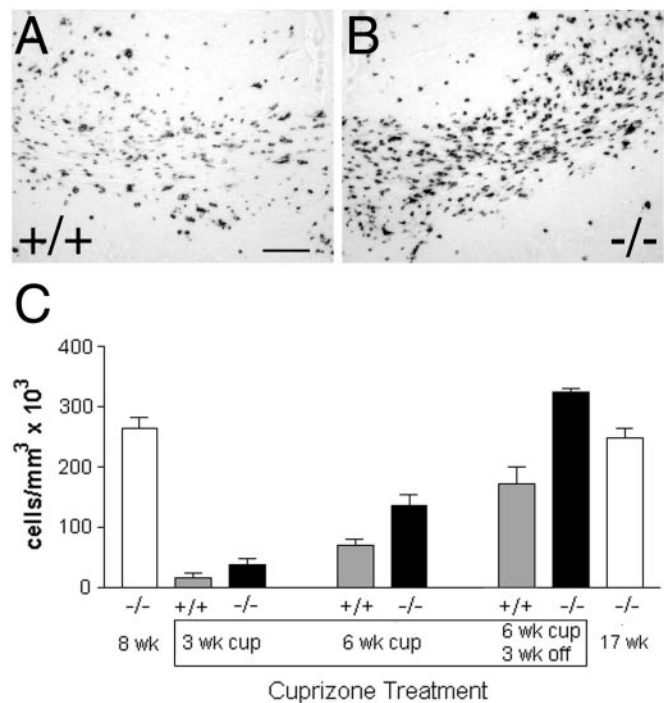 A
B
+/+
-/-
C
400
300
200
100
0
cells/mm³ x 10³
-/- +/+ -/- +/+ -/- +/+ -/- -/-
8 wk 3 wk cup 6 wk cup 6 wk cup 17 wk
3 wk off
Cuprizone Treatment